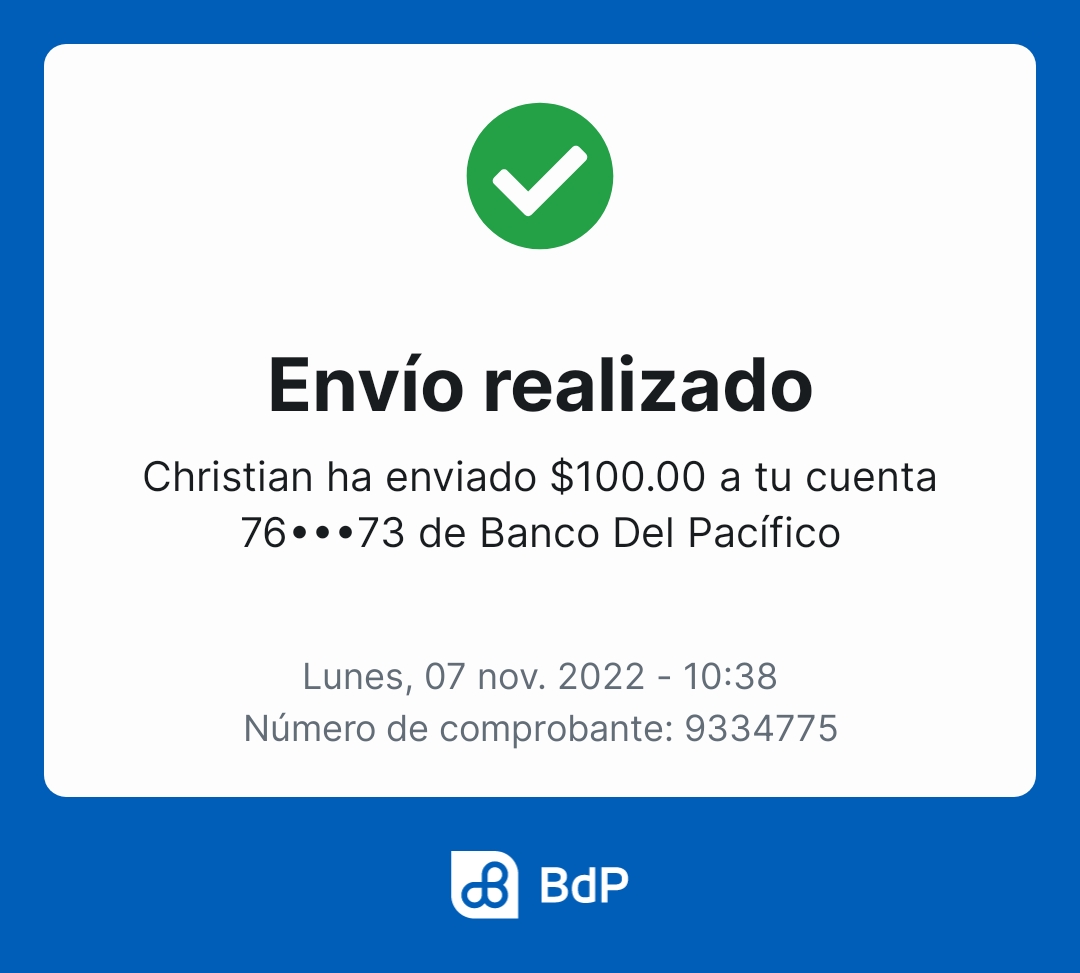 Envío realizado
Christian ha enviado $100.00 a tu cuenta
76•••73 de Banco Del Pacífico
Lunes, 07 nov. 2022 - 10:38
Número de comprobante: 9334775
BdP